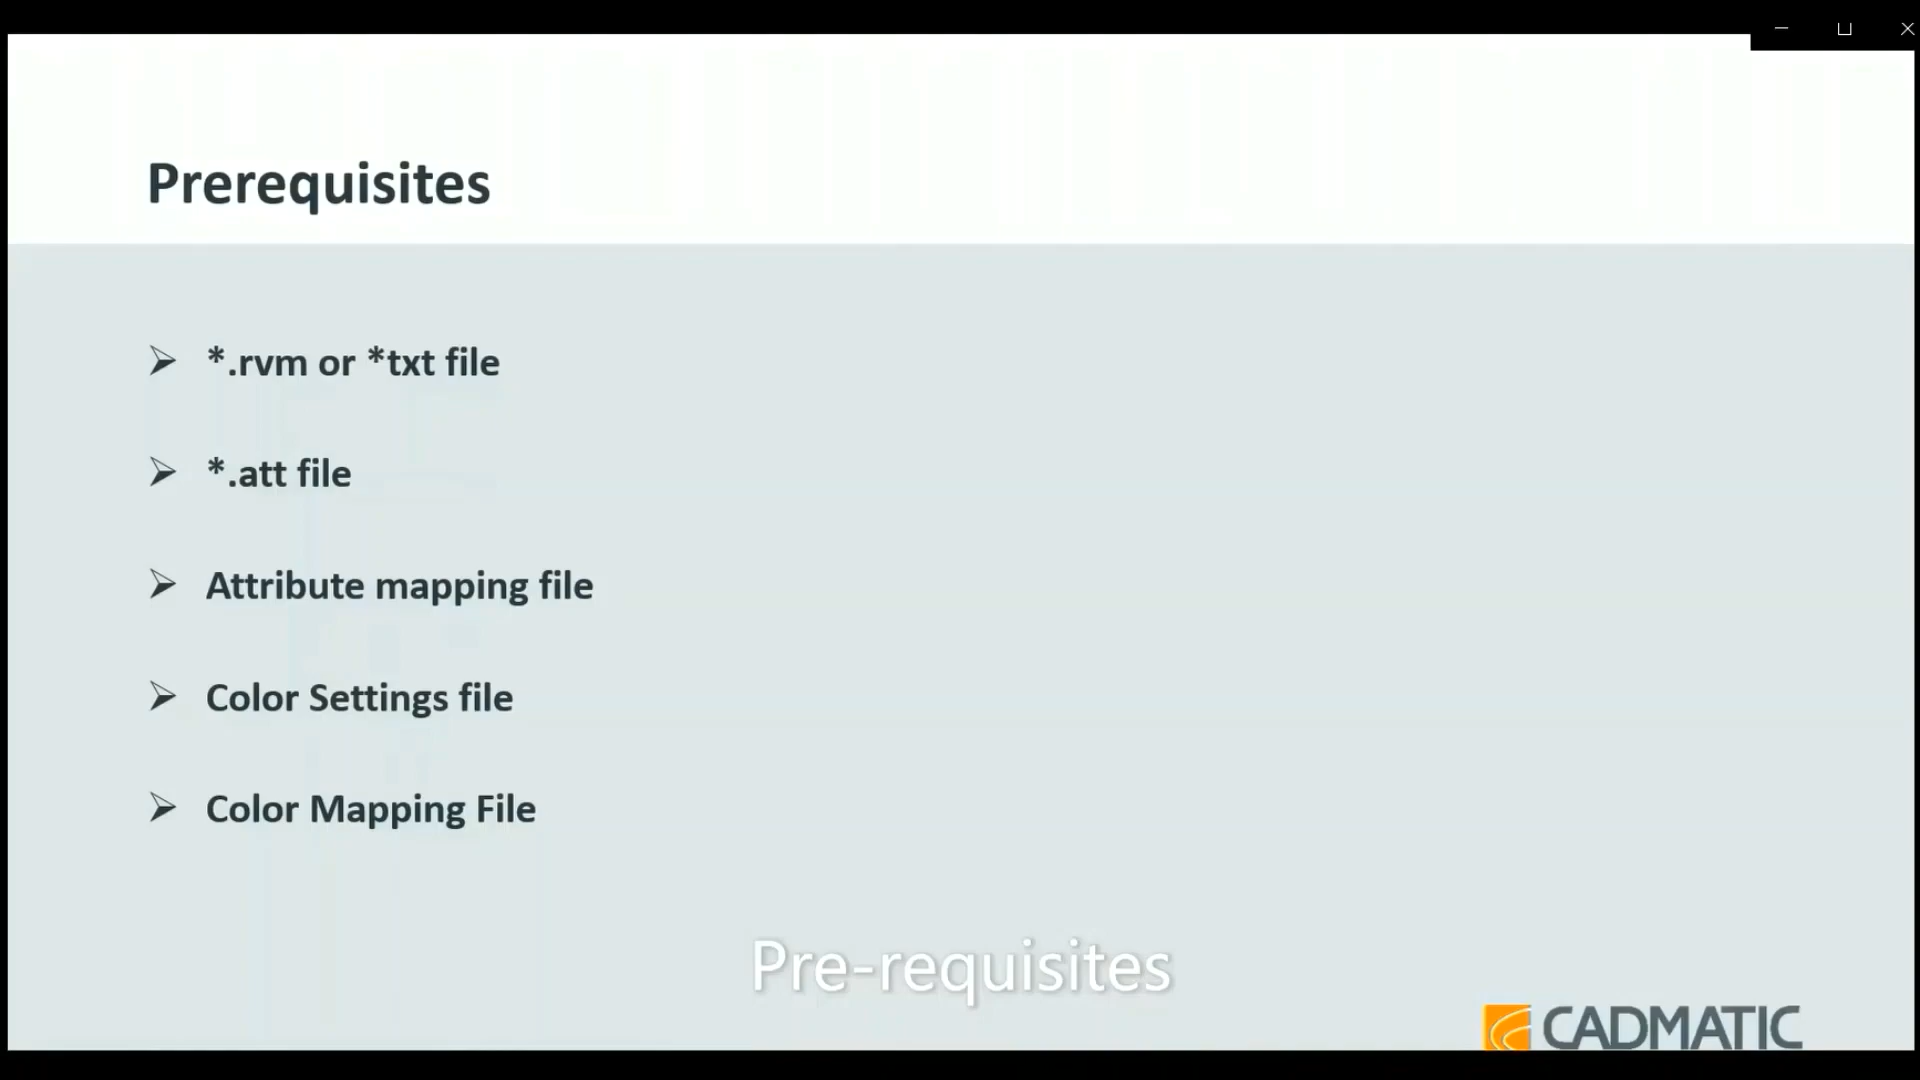 Prerequisites
➢ *.rvm or *txt file
➢ *.att file
➢ Attribute mapping file
➢ Color Settings file
➢ Color Mapping File
Pre-requisites
CADMATIC